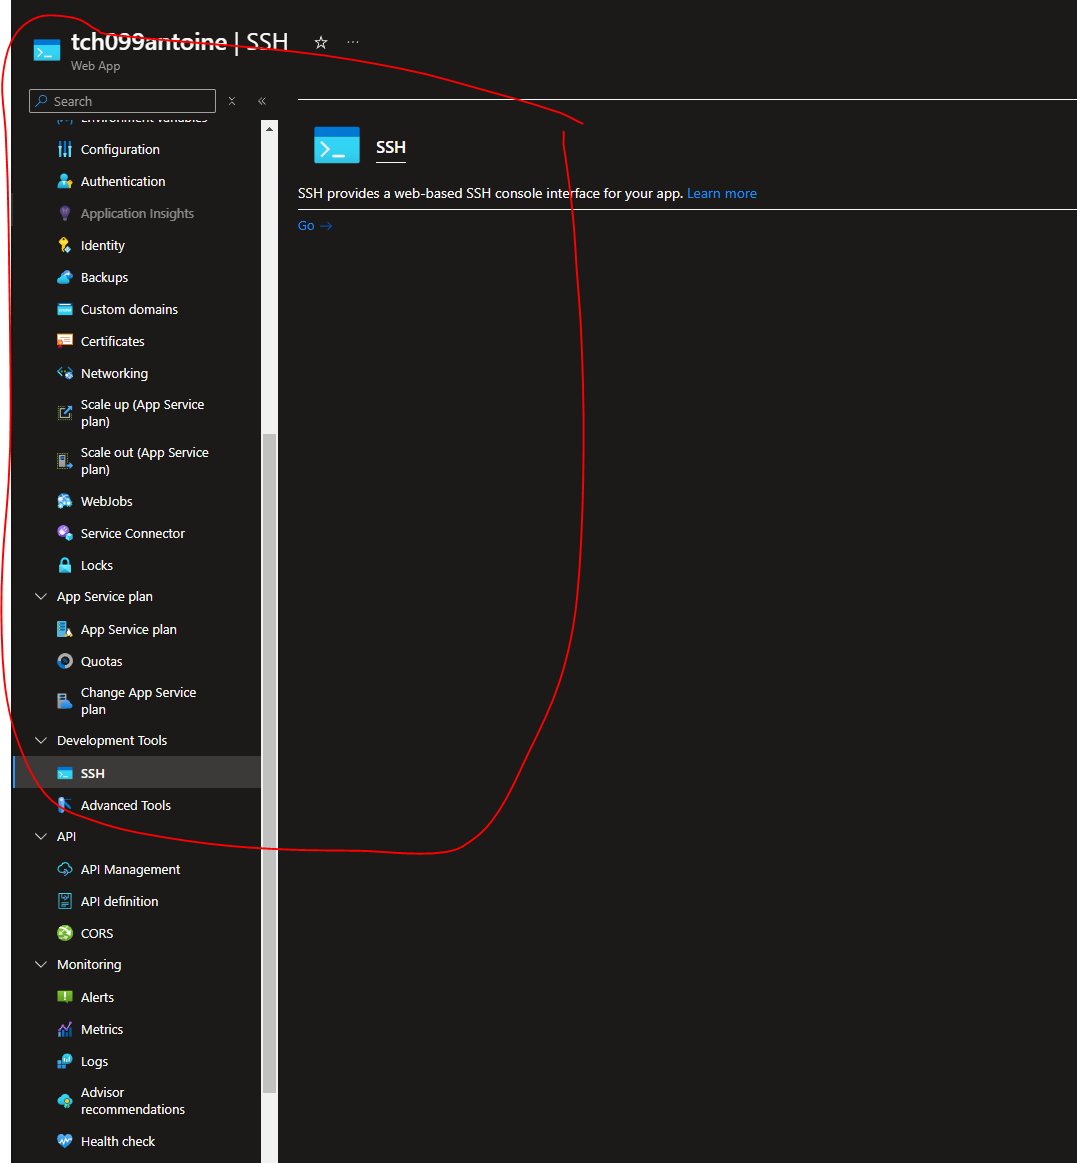 tch099antoine | SSH
Web App
Search
Environment variables
Configuration
Authentication
Application Insights
Identity
Backups
Custom domains
Certificates
Networking
Scale up (App Service
plan)
Scale out (App Service
plan)
WebJobs
Service Connector
Locks
App Service plan
App Service plan
Quotas
Change App Service
plan
Development Tools
SSH
Advanced Tools
API
API Management
API definition
CORS
Monitoring
Alerts
Metrics
Logs
Advisor
recommendations
Health check
SSH
SSH provides a web-based SSH console interface for your app. Learn more
Go →